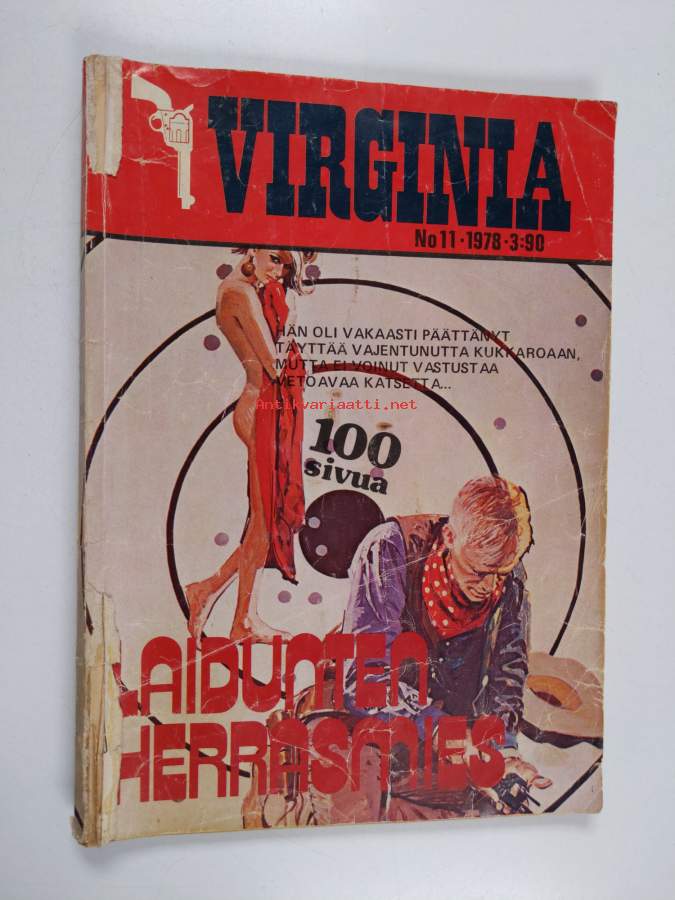 VIRGINIA
No 11 · 1978 · 3:90
HÄN OLI VAKAASTI PÄÄTTÄNYT
TÄYTTÄÄ VAJENTUNUTTA KUKKAROAAN,
MUTTA EI VOINUT VASTUSTAA
VETOAVAA KATSETTA...
Antikvariaatti.net
100
sivua
LAIDUNTEN
HERRASMIES